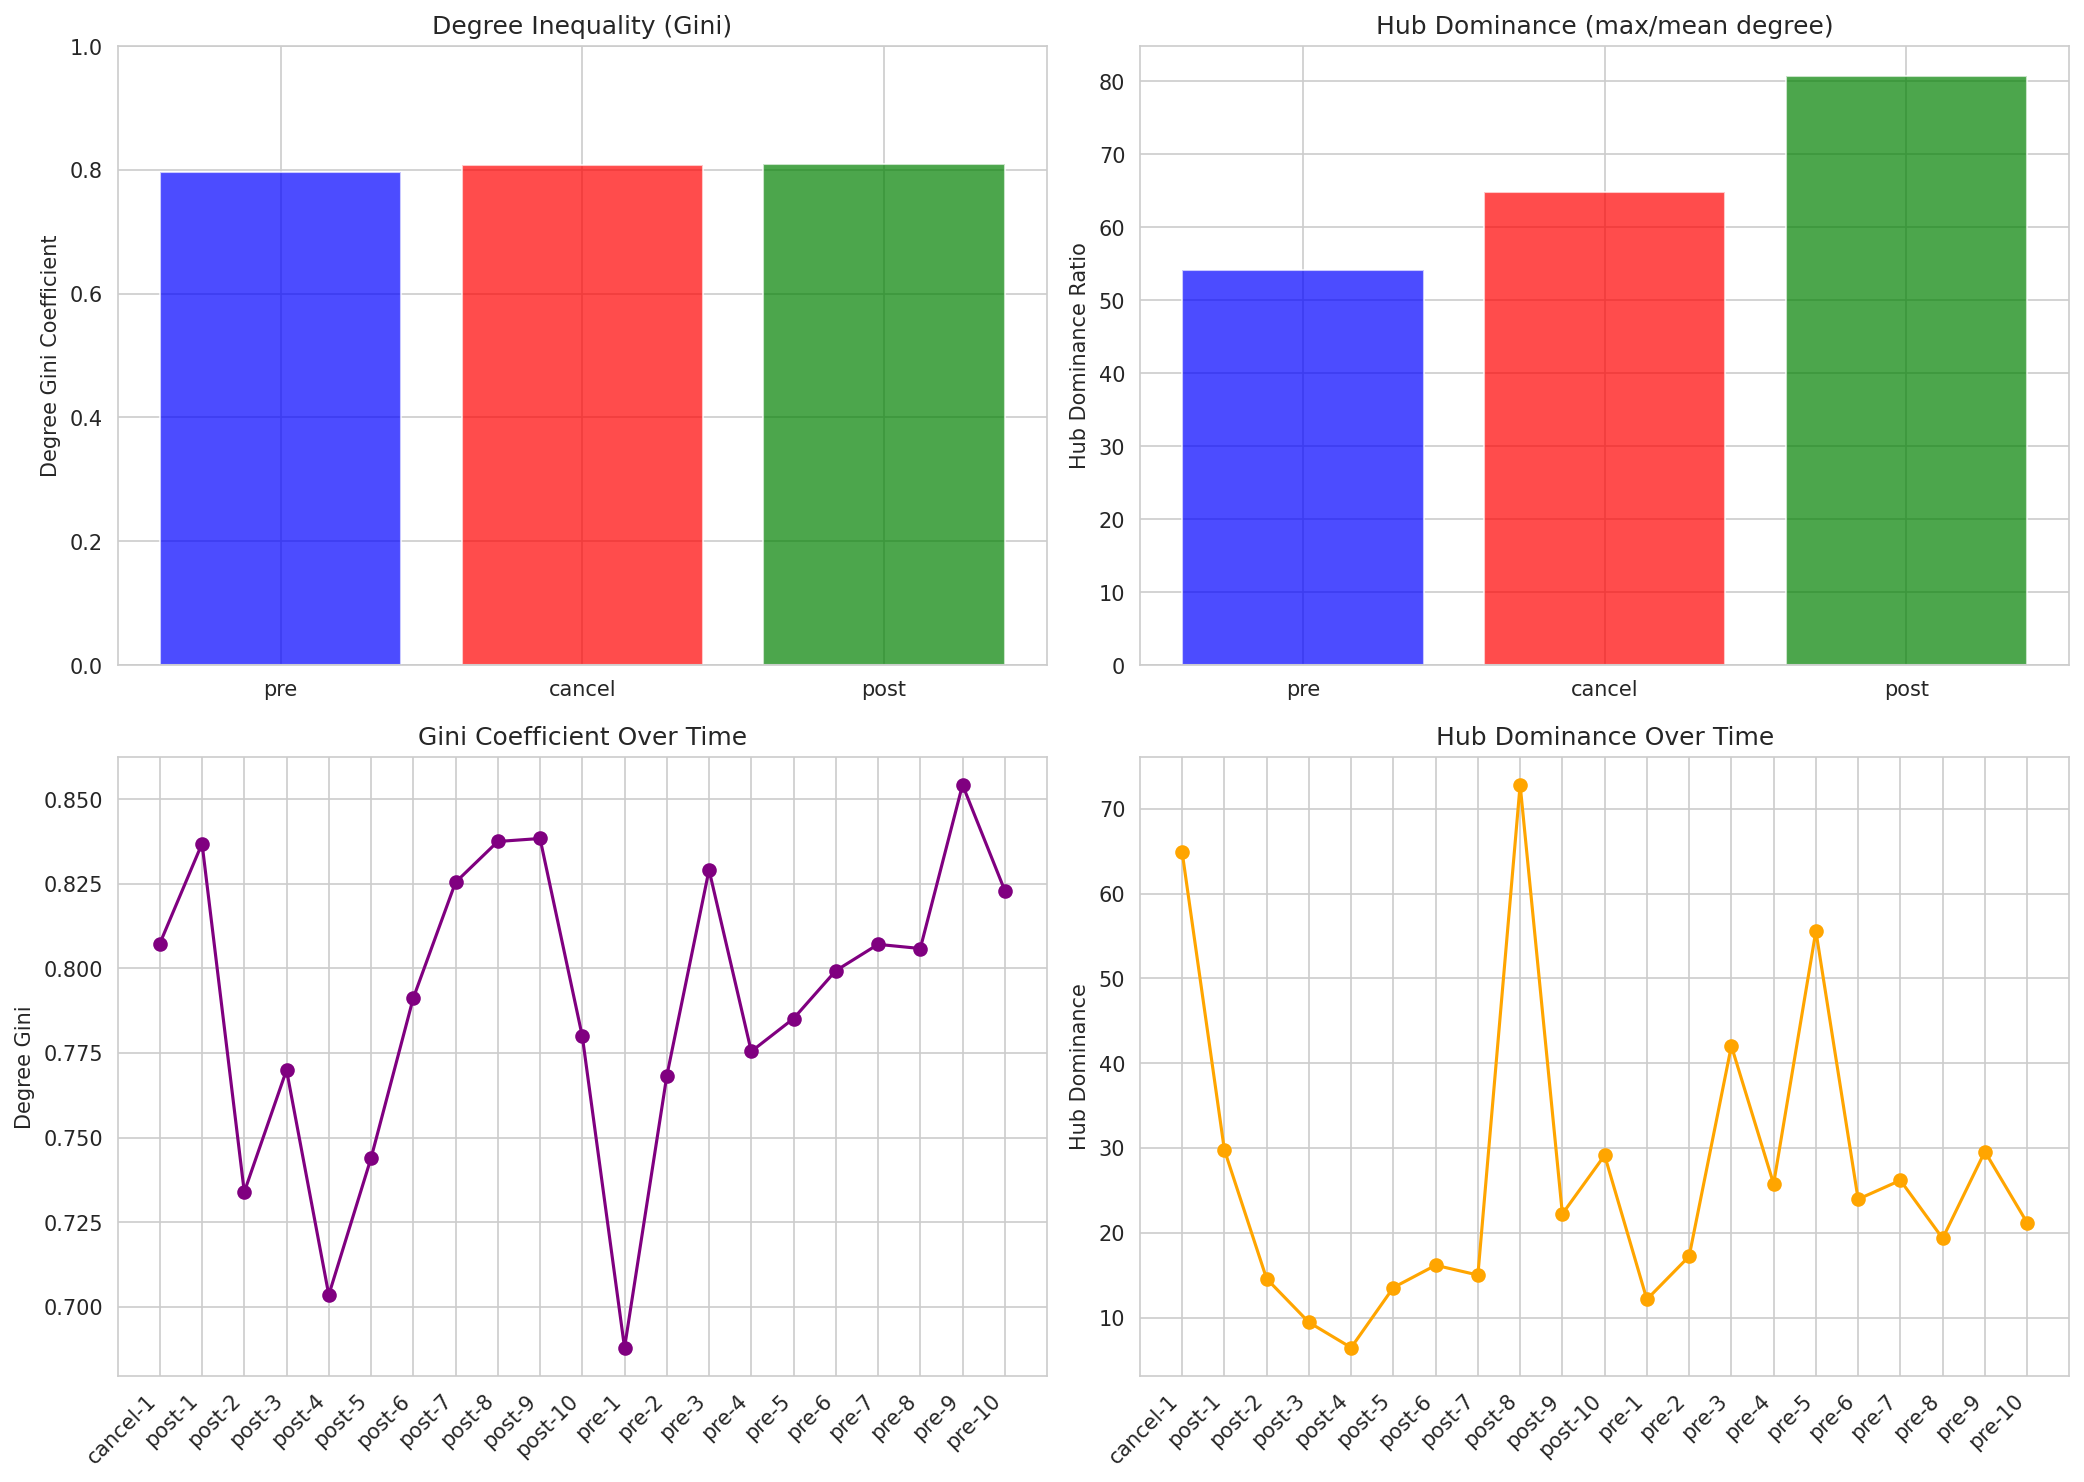 Degree Inequality (Gini)
Degree Gini Coefficient
1.0
0.8
0.6
0.4
0.2
0.0
pre cancel post
Hub Dominance (max/mean degree)
Hub Dominance Ratio
80
70
60
50
40
30
20
10
0
pre cancel post
Gini Coefficient Over Time
Degree Gini
0.850
0.825
0.800
0.775
0.750
0.725
0.700
cancel-1 post-1 post-2 post-3 post-4 post-5 post-6 post-7 post-8 post-9 post-10 pre-1 pre-2 pre-3 pre-4 pre-5 pre-6 pre-7 pre-8 pre-9 pre-10
Hub Dominance Over Time
Hub Dominance
70
60
50
40
30
20
10
cancel-1 post-1 post-2 post-3 post-4 post-5 post-6 post-7 post-8 post-9 post-10 pre-1 pre-2 pre-3 pre-4 pre-5 pre-6 pre-7 pre-8 pre-9 pre-10